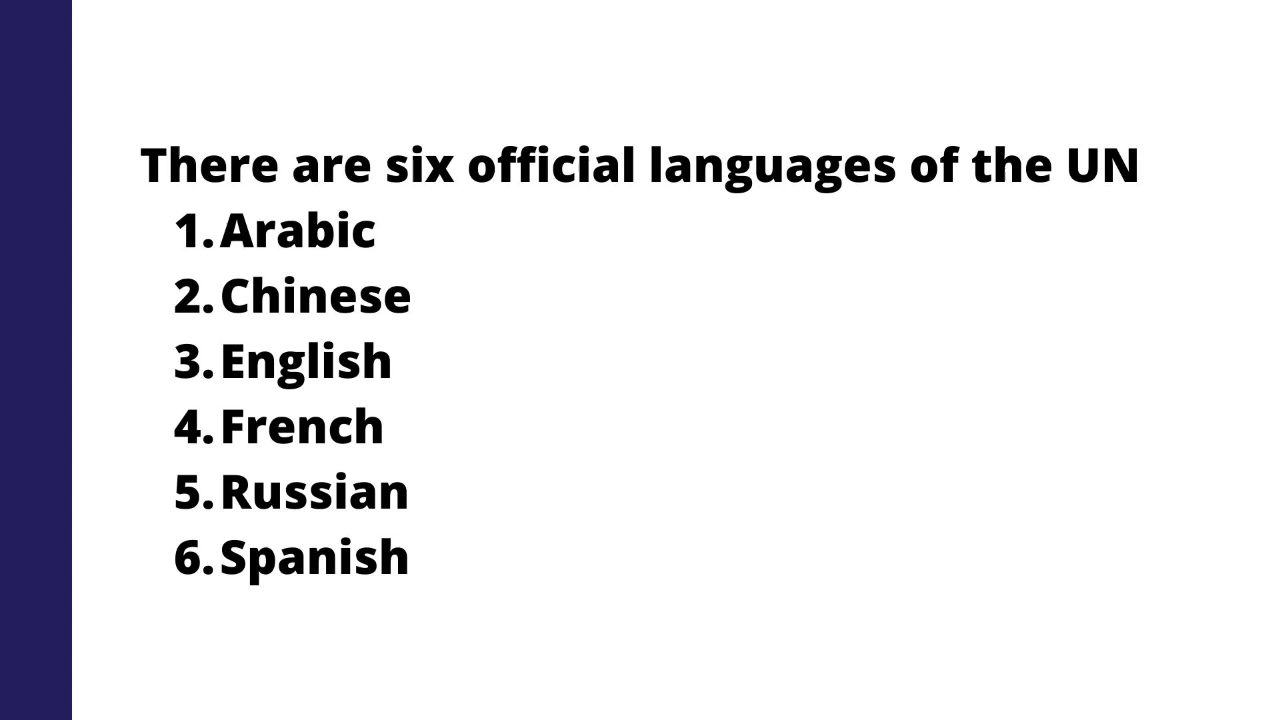 There are six official languages of the UN
1. Arabic
2. Chinese
3. English
4. French
5. Russian
6. Spanish